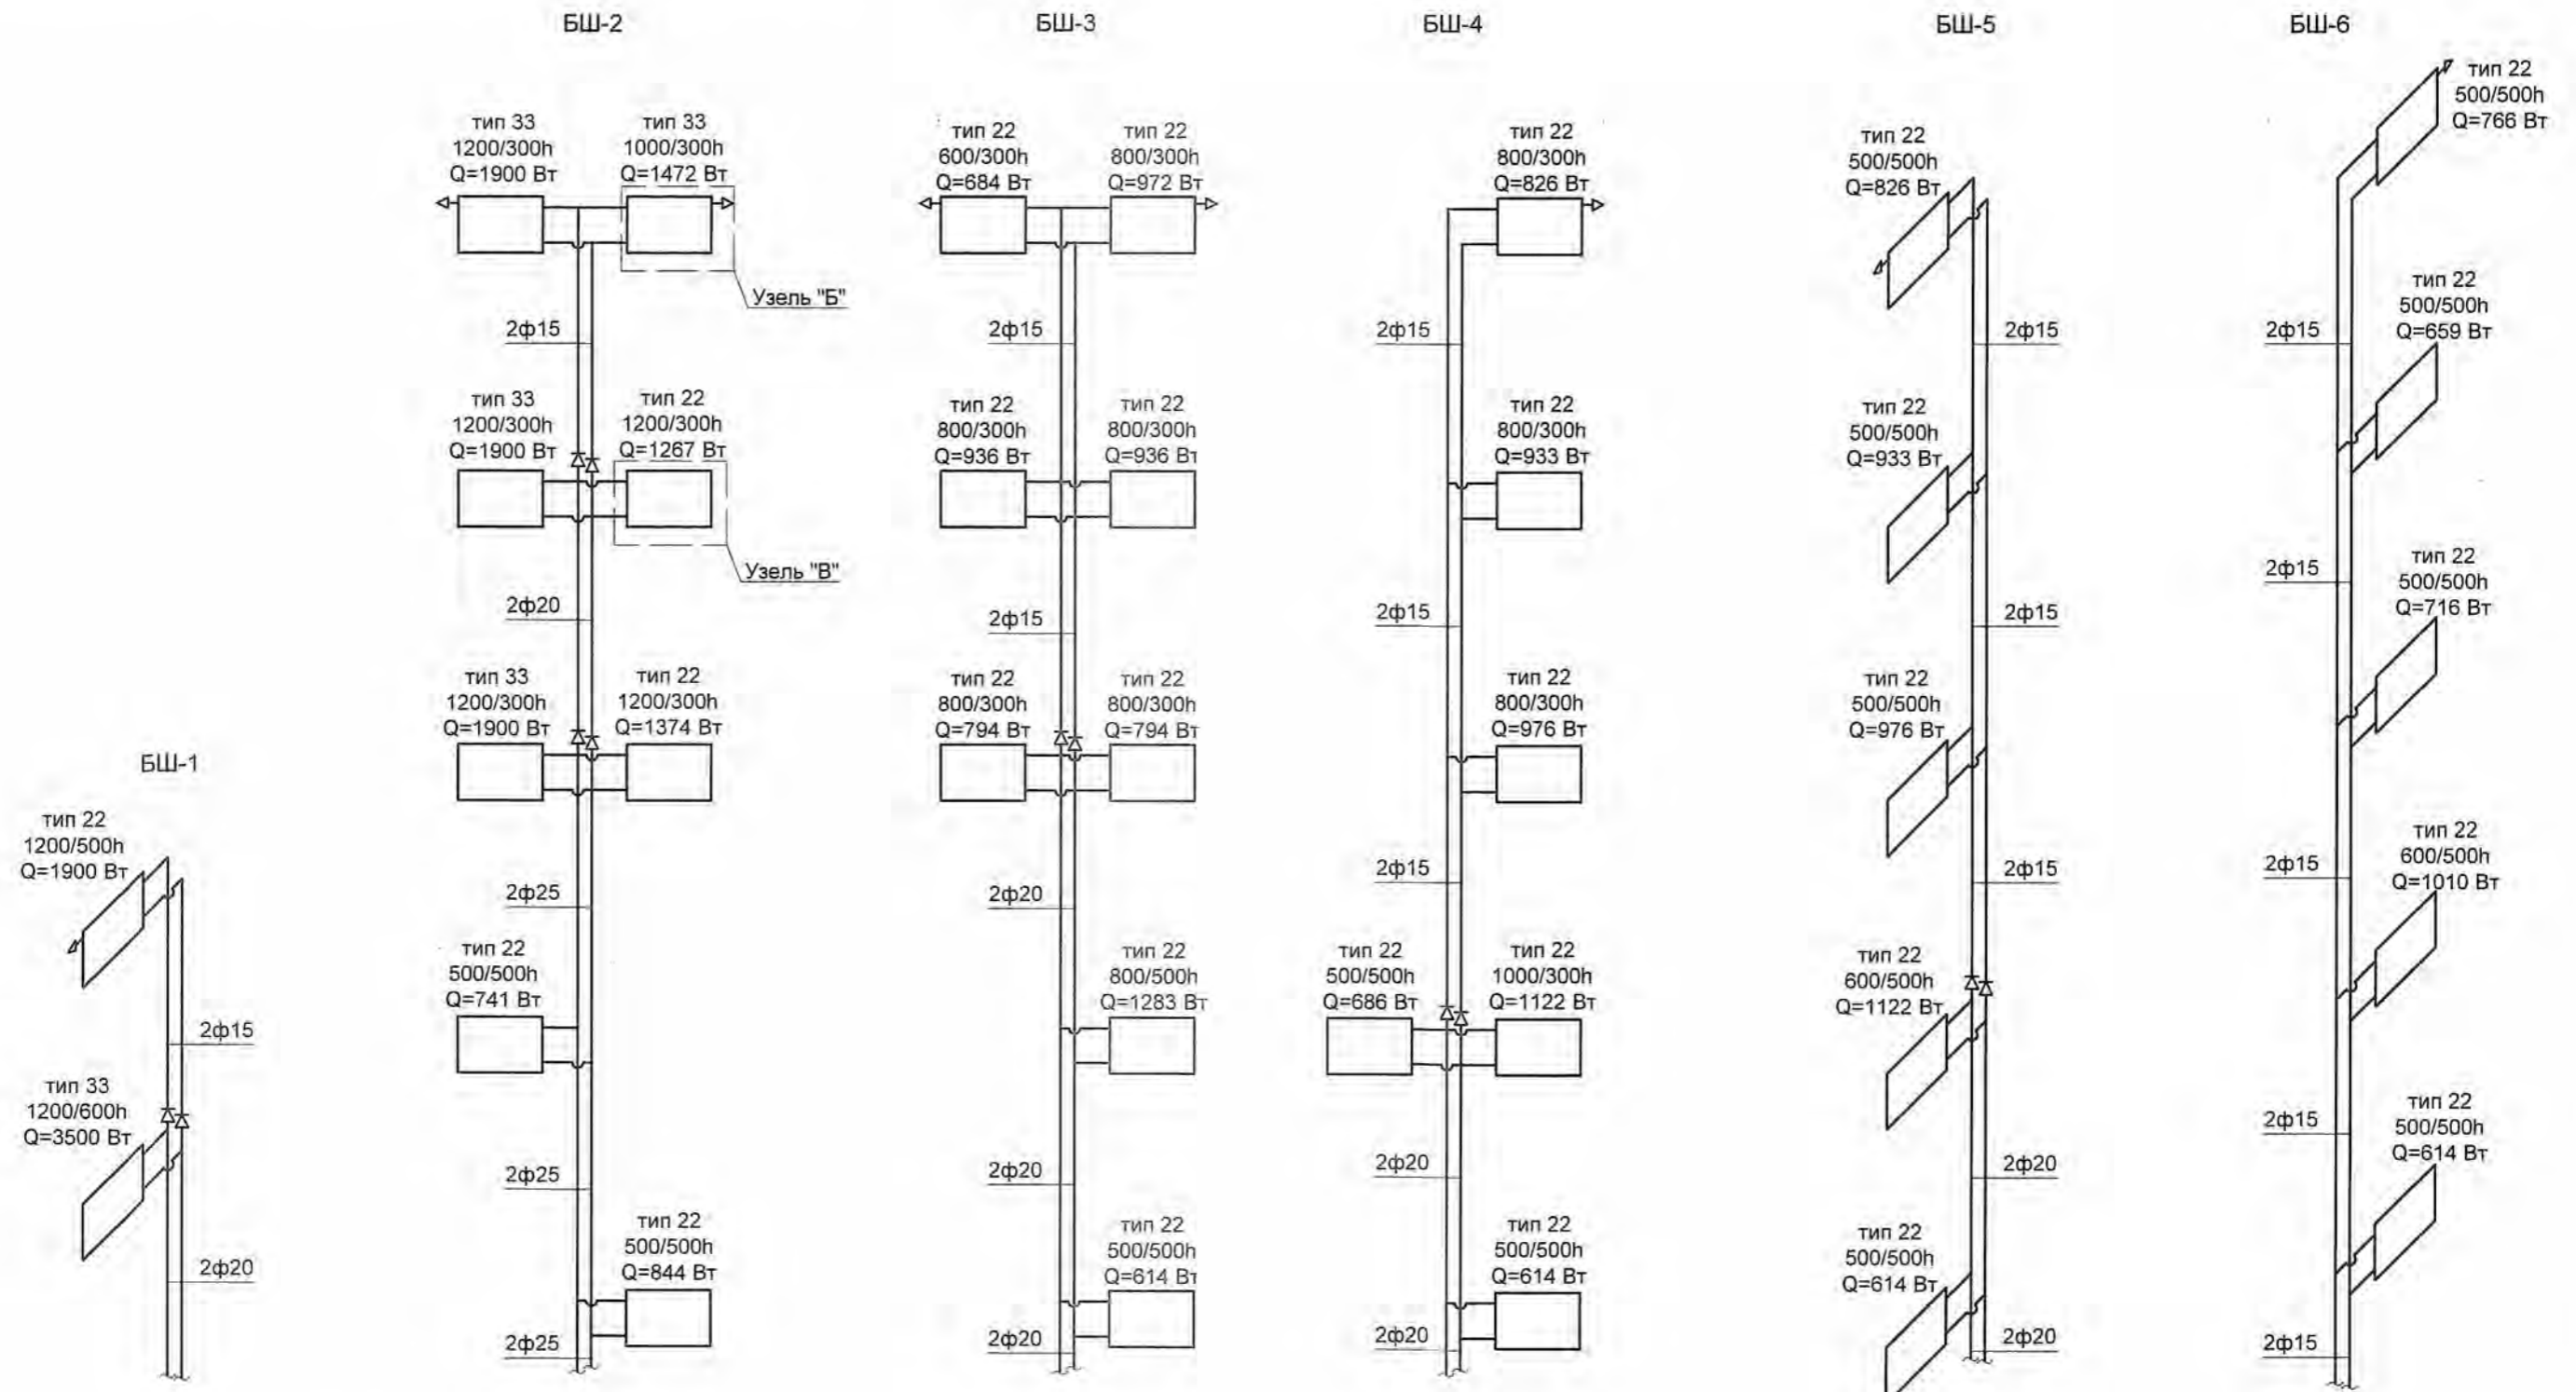 БШ-1
тип 22
1200/500h
Q=1900 Вт
2ф15
тип 33
1200/600h
Q=3500 Вт
2ф20
БШ-2
тип 33
1200/300h
Q=1900 Вт
тип 33
1000/300h
Q=1472 Вт
Узель "Б"
2ф15
тип 33
1200/300h
Q=1900 Вт
тип 22
1200/300h
Q=1267 Вт
Узель "В"
2ф20
тип 33
1200/300h
Q=1900 Вт
тип 22
1200/300h
Q=1374 Вт
2ф25
тип 22
500/500h
Q=741 Вт
2ф25
тип 22
500/500h
Q=844 Вт
2ф25
БШ-3
тип 22
600/300h
Q=684 Вт
тип 22
800/300h
Q=972 Вт
2ф15
тип 22
800/300h
Q=936 Вт
тип 22
800/300h
Q=936 Вт
2ф15
тип 22
800/300h
Q=794 Вт
тип 22
800/300h
Q=794 Вт
2ф20
тип 22
800/500h
Q=1283 Вт
2ф20
тип 22
500/500h
Q=614 Вт
2ф20
БШ-4
тип 22
800/300h
Q=826 Вт
2ф15
тип 22
800/300h
Q=933 Вт
2ф15
тип 22
800/300h
Q=976 Вт
2ф15
тип 22
500/500h
Q=686 Вт
тип 22
1000/300h
Q=1122 Вт
2ф20
тип 22
500/500h
Q=614 Вт
2ф20
БШ-5
тип 22
500/500h
Q=826 Вт
2ф15
тип 22
500/500h
Q=933 Вт
2ф15
тип 22
500/500h
Q=976 Вт
2ф15
тип 22
600/500h
Q=1122 Вт
2ф20
тип 22
500/500h
Q=614 Вт
2ф20
БШ-6
тип 22
500/500h
Q=766 Вт
тип 22
500/500h
Q=659 Вт
2ф15
тип 22
500/500h
Q=716 Вт
2ф15
тип 22
600/500h
Q=1010 Вт
2ф15
тип 22
500/500h
Q=614 Вт
2ф15
2ф15